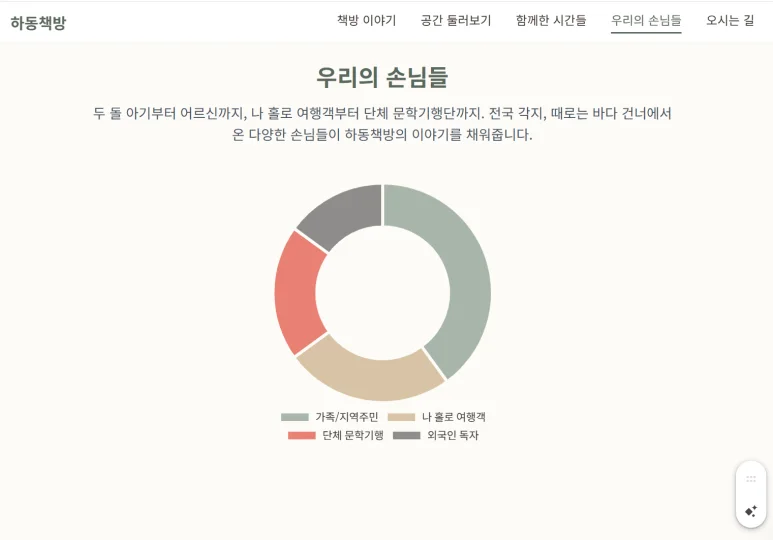 하동책방
책방 이야기 공간 둘러보기 함께한 시간들 우리의 손님들 오시는 길
우리의 손님들
두 돌 아기부터 어르신까지, 나 홀로 여행객부터 단체 문학기행단까지. 전국 각지, 때로는 바다 건너에서
온 다양한 손님들이 하동책방의 이야기를 채워줍니다.
가족/지역주민 나 홀로 여행객
단체 문학기행 외국인 독자